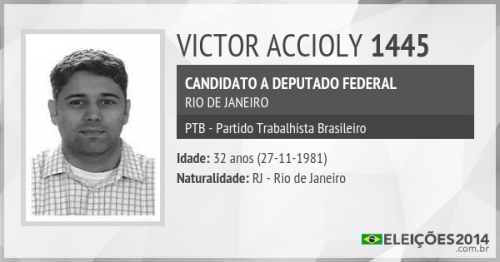 VICTOR ACCIOLY 1445
CANDIDATO A DEPUTADO FEDERAL
RIO DE JANEIRO
PTB - Partido Trabalhista Brasileiro
Idade: 32 anos (27-11-1981)
Naturalidade: RJ - Rio de Janeiro
ELEIÇÕES2014
.com.br